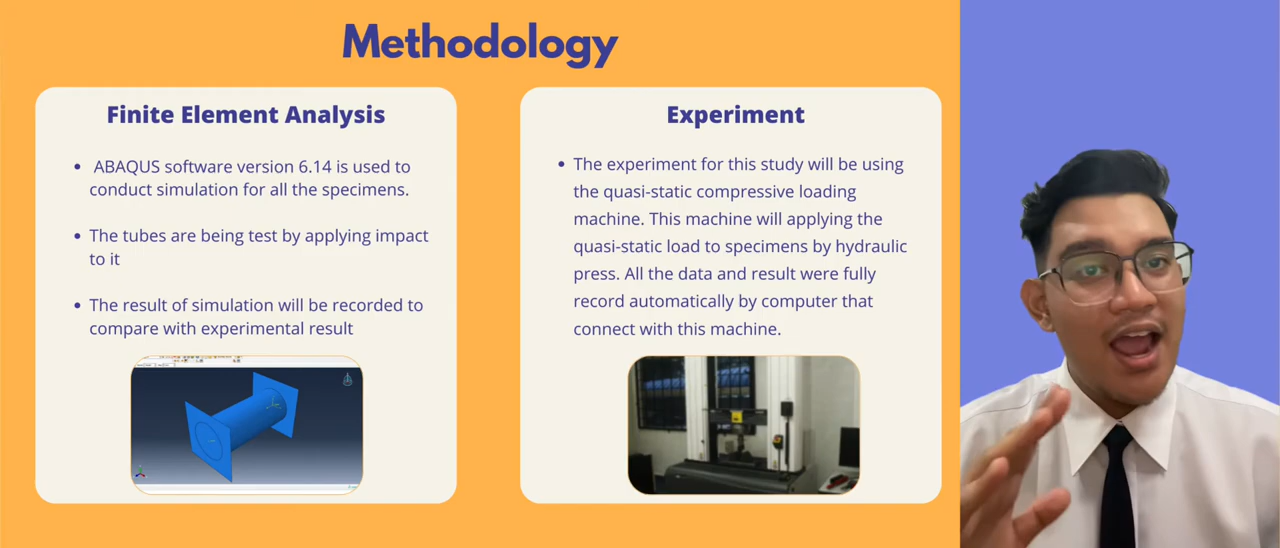 Methodology
Finite Element Analysis
• ABAQUS software version 6.14 is used to
conduct simulation for all the specimens.
• The tubes are being test by applying impact
to it
• The result of simulation will be recorded to
compare with experimental result
Experiment
• The experiment for this study will be using
the quasi-static compressive loading
machine. This machine will applying the
quasi-static load to specimens by hydraulic
press. All the data and result were fully
record automatically by computer that
connect with this machine.